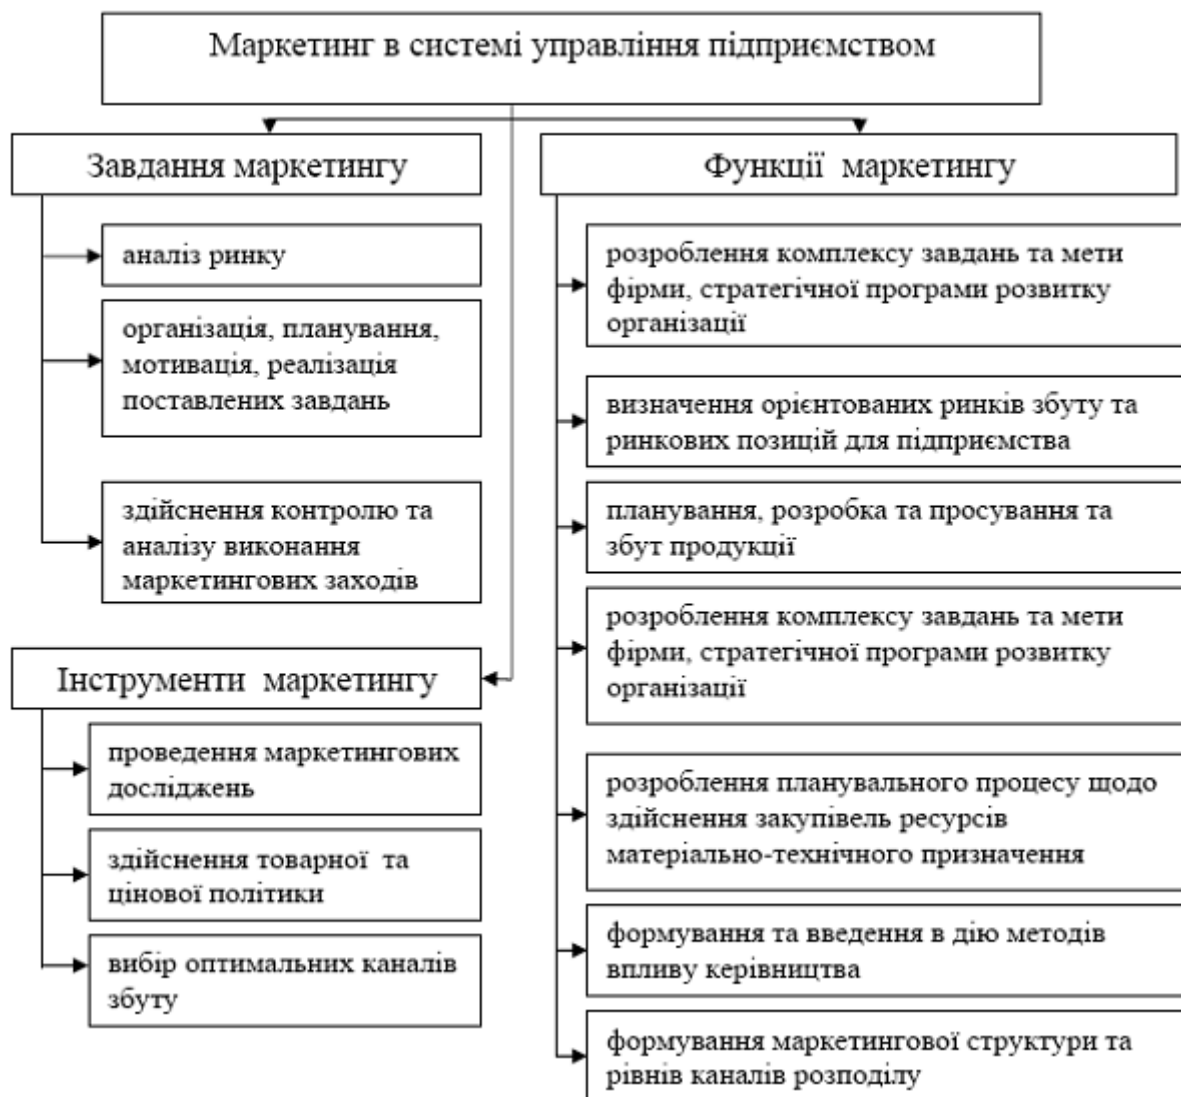 Маркетинг в системі управління підприємством
Завдання маркетингу
аналіз ринку
організація, планування,
мотивація, реалізація
поставлених завдань
здійснення контролю та
аналізу виконання
маркетингових заходів
Інструменти маркетингу
проведення маркетингових
досліджень
здійснення товарної та
цінової політики
вибір оптимальних каналів
збуту
Функції маркетингу
розроблення комплексу завдань та мети
фірми, стратегічної програми розвитку
організації
визначення орієнтованих ринків збуту та
ринкових позицій для підприємства
планування, розробка та просування та
збут продукції
розроблення комплексу завдань та мети
фірми, стратегічної програми розвитку
організації
розроблення планувального процесу щодо
здійснення закупівель ресурсів
матеріально-технічного призначення
формування та введення в дію методів
впливу керівництва
формування маркетингової структури та
рівнів каналів розподілу